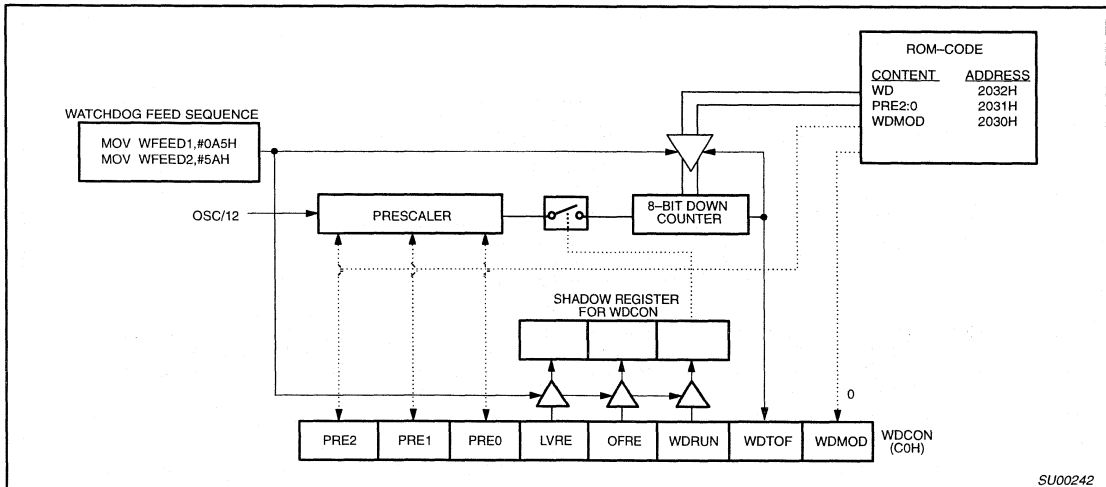 ROM–CODE
CONTENT ADDRESS
WD 2032H
PRE2:0 2031H
WDMOD 2030H
WATCHDOG FEED SEQUENCE
MOV WFEED1,#0A5H
MOV WFEED2,#5AH
OSC/12
PRESCALER
8–BIT DOWN
COUNTER
SHADOW REGISTER
FOR WDCON
0
PRE2 PRE1 PRE0 LVRE OFRE WDRUN WDTOF WDMOD
WDCON
(C0H)
SU00242